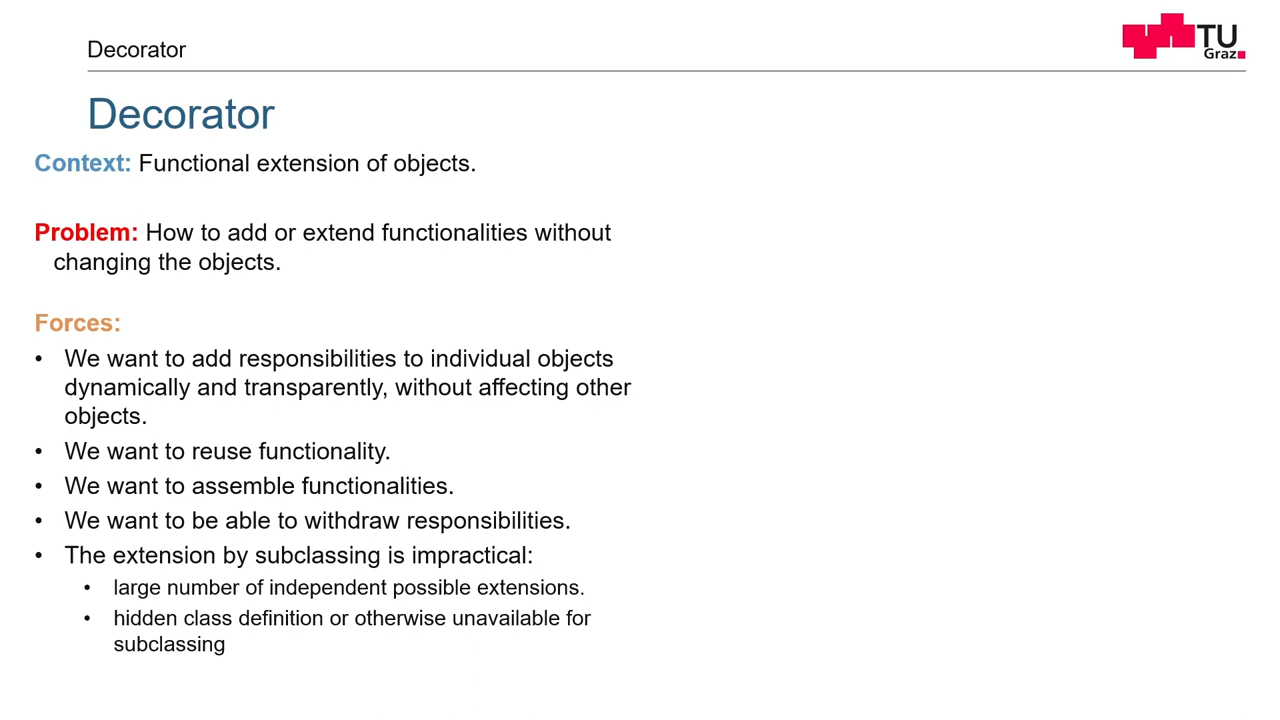 Decorator
TU
Graz
Decorator
Context: Functional extension of objects.
Problem: How to add or extend functionalities without
changing the objects.
Forces:
• We want to add responsibilities to individual objects
dynamically and transparently, without affecting other
objects.
• We want to reuse functionality.
• We want to assemble functionalities.
• We want to be able to withdraw responsibilities.
• The extension by subclassing is impractical:
• large number of independent possible extensions.
• hidden class definition or otherwise unavailable for
subclassing